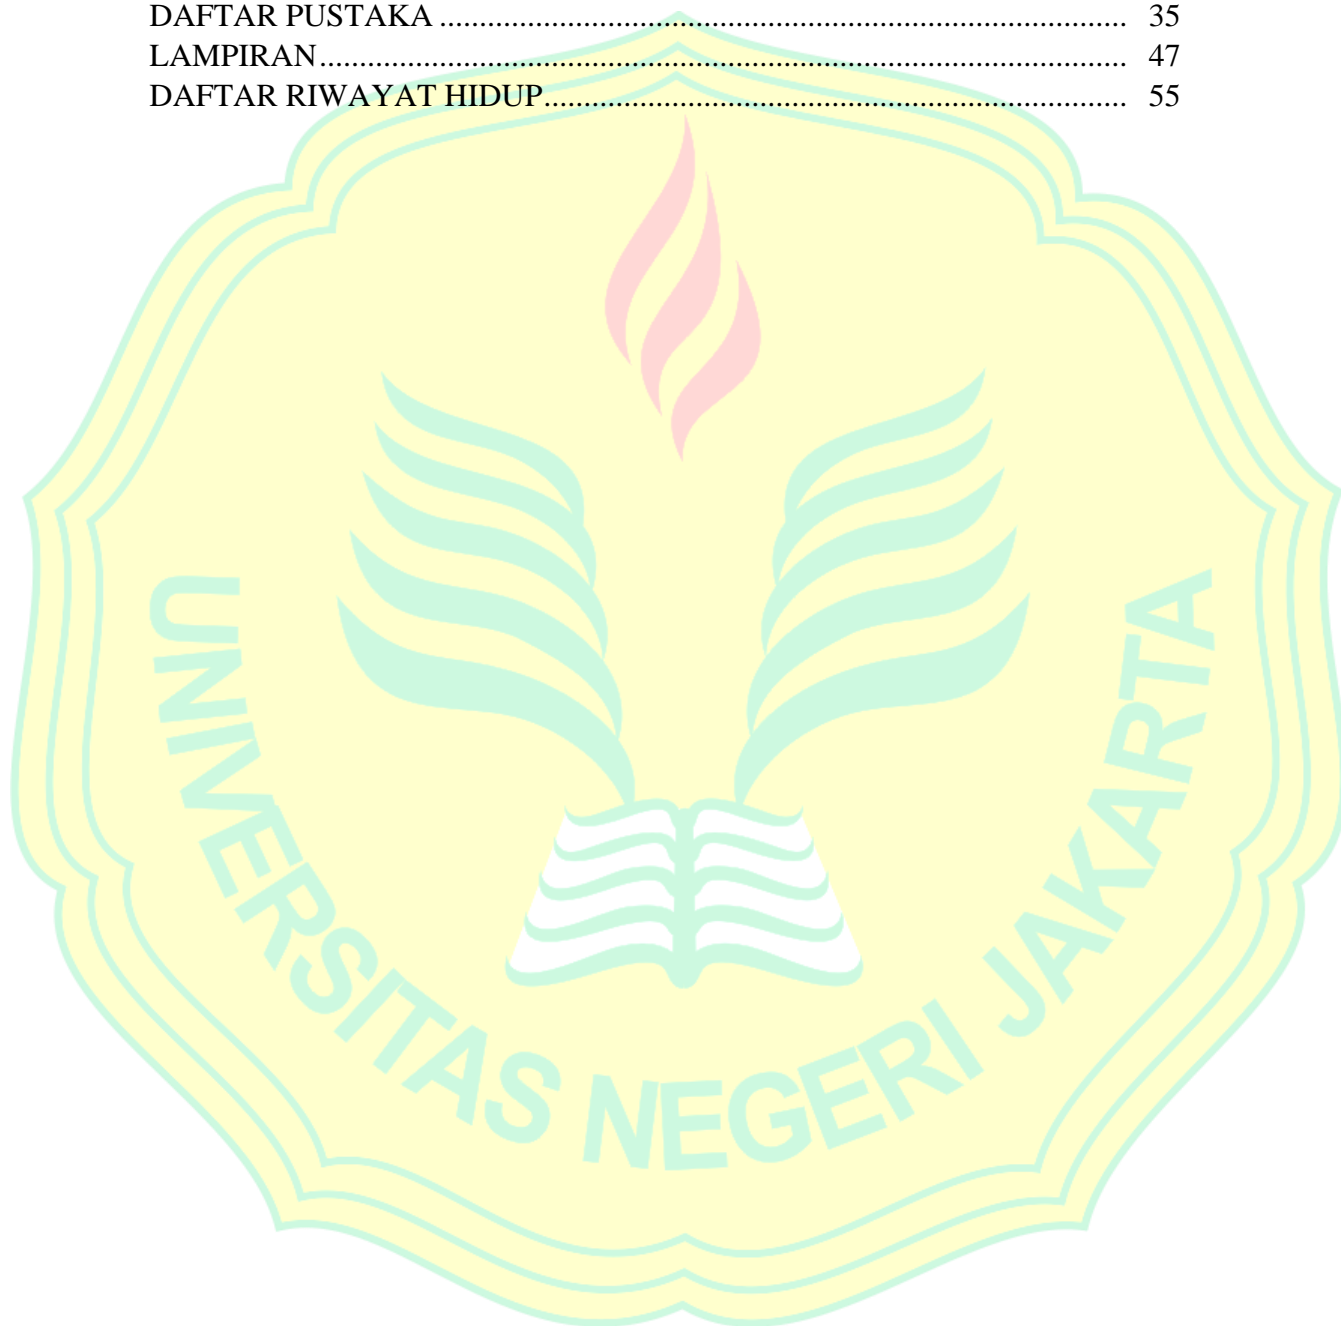 DAFTAR PUSTAKA ..................................................................................... 35
LAMPIRAN.................................................................................................... 47
DAFTAR RIWAYAT HIDUP........................................................................ 55
UNIVERSITAS NEGERI JAKARTA